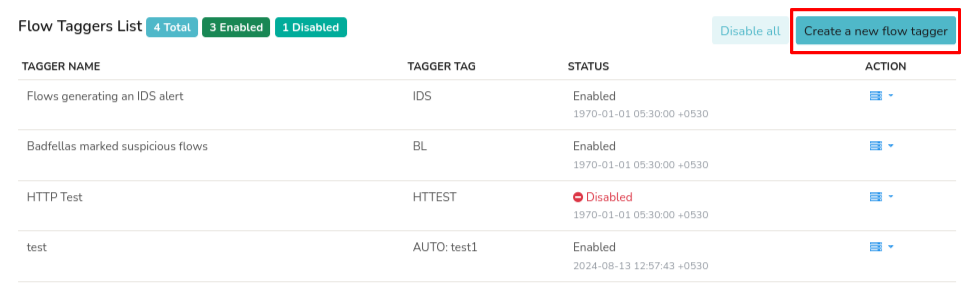 Flow Taggers List 4 Total 3 Enabled 1 Disabled Disable all Create a new flow tagger
TAGGER NAME TAGGER TAG STATUS ACTION
Flows generating an IDS alert IDS Enabled
1970-01-01 05:30:00 +0530
Badfellas marked suspicious flows BL Enabled
1970-01-01 05:30:00 +0530
HTTP Test HTTEST Disabled
1970-01-01 05:30:00 +0530
test AUTO: test1 Enabled
2024-08-13 12:57:43 +0530